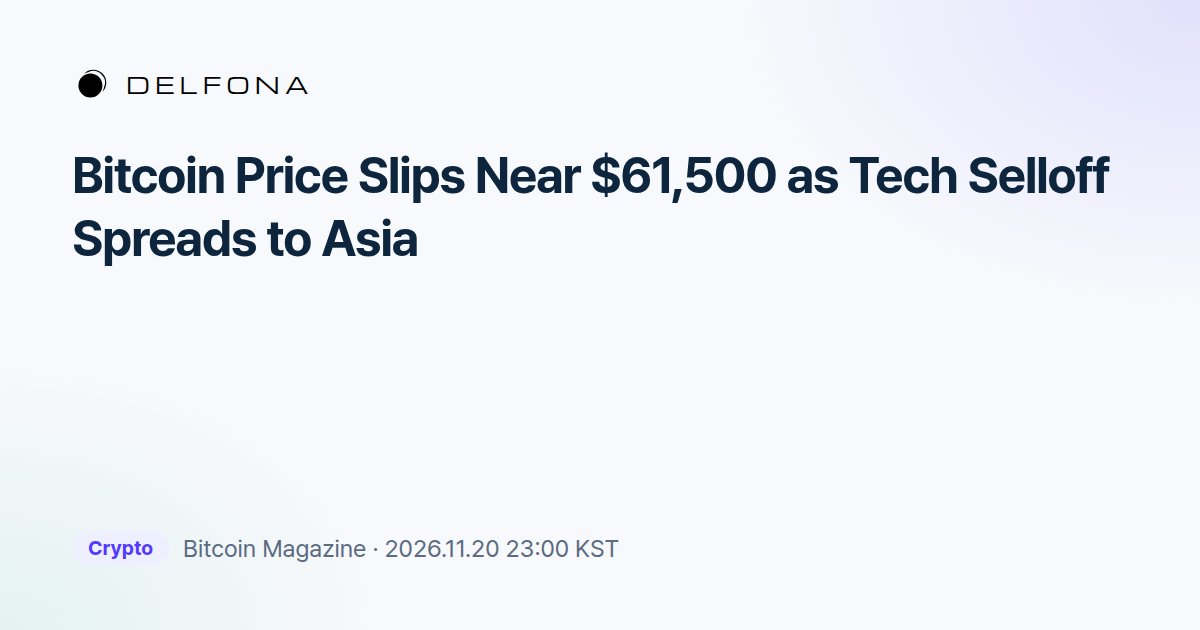 DELFONA
Bitcoin Price Slips Near $61,500 as Tech Selloff
Spreads to Asia
Crypto Bitcoin Magazine · 2026.11.20 23:00 KST